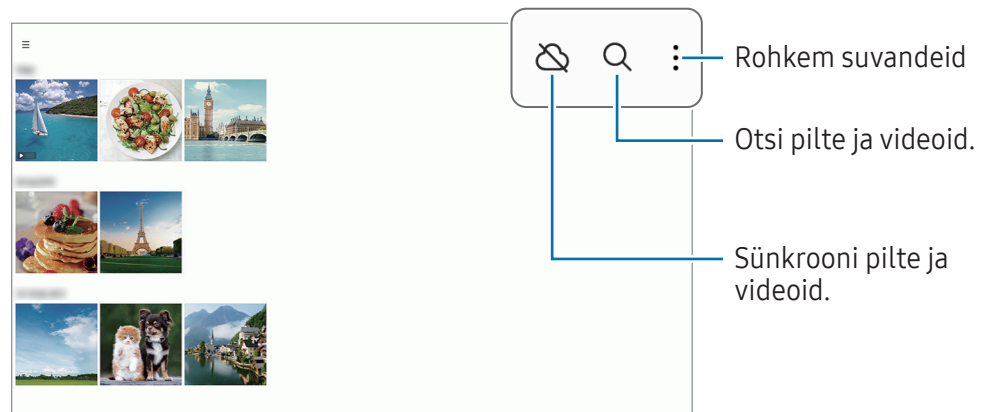 Rohkem suvandeid
Otsi pilte ja videoid.
Sünkrooni pilte ja
videoid.